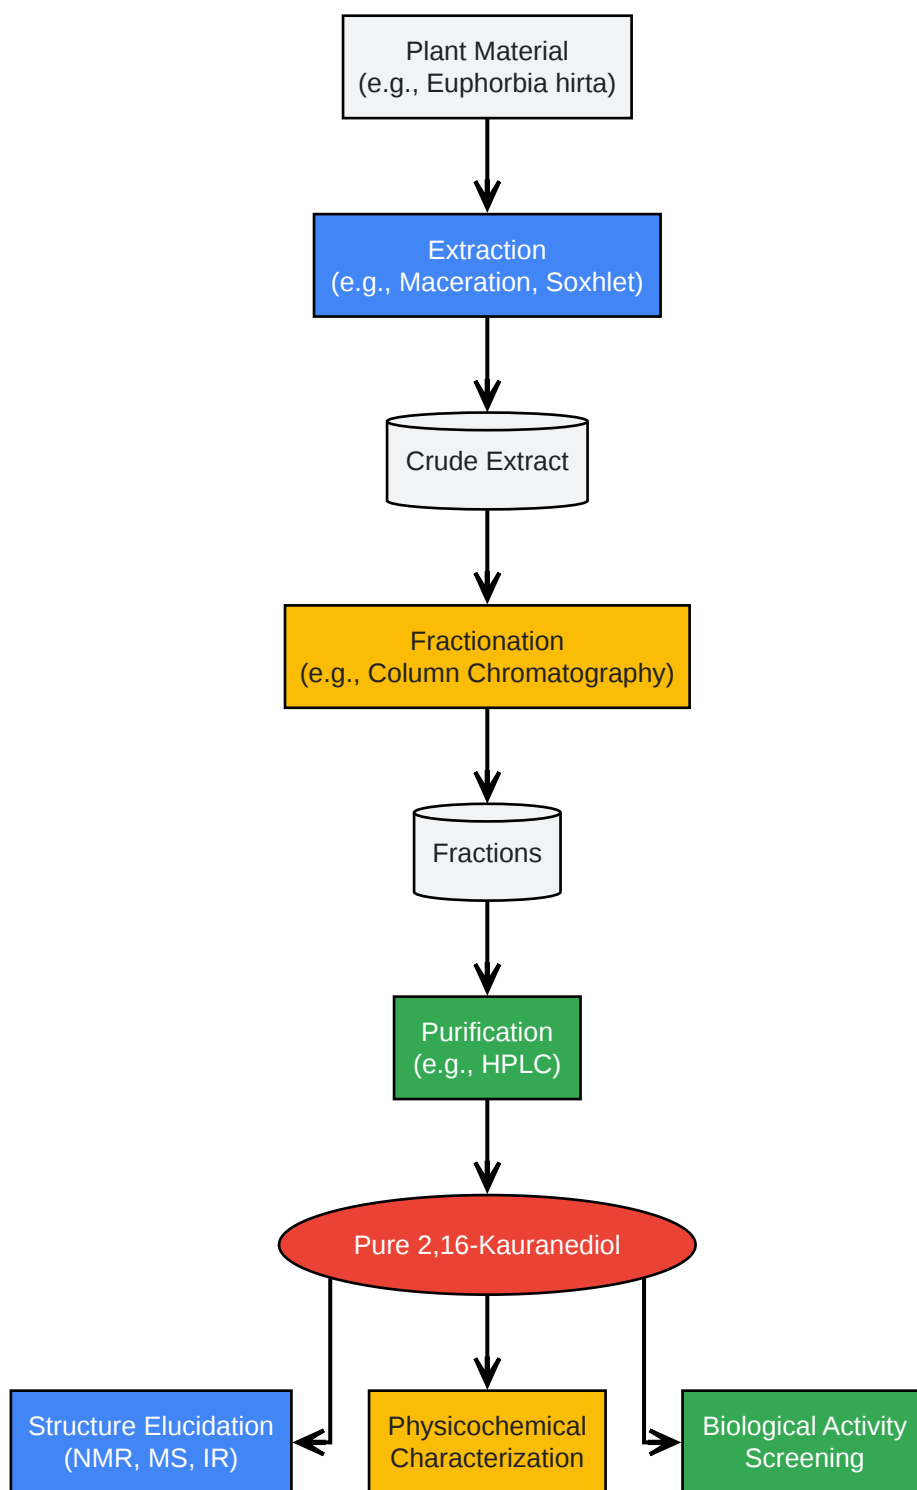 Plant Material
(e.g., Euphorbia hirta)
Extraction
(e.g., Maceration, Soxhlet)
Crude Extract
Fractionation
(e.g., Column Chromatography)
Fractions
Purification
(e.g., HPLC)
Pure 2,16-Kauranediol
Structure Elucidation
(NMR, MS, IR)
Physicochemical
Characterization
Biological Activity
Screening